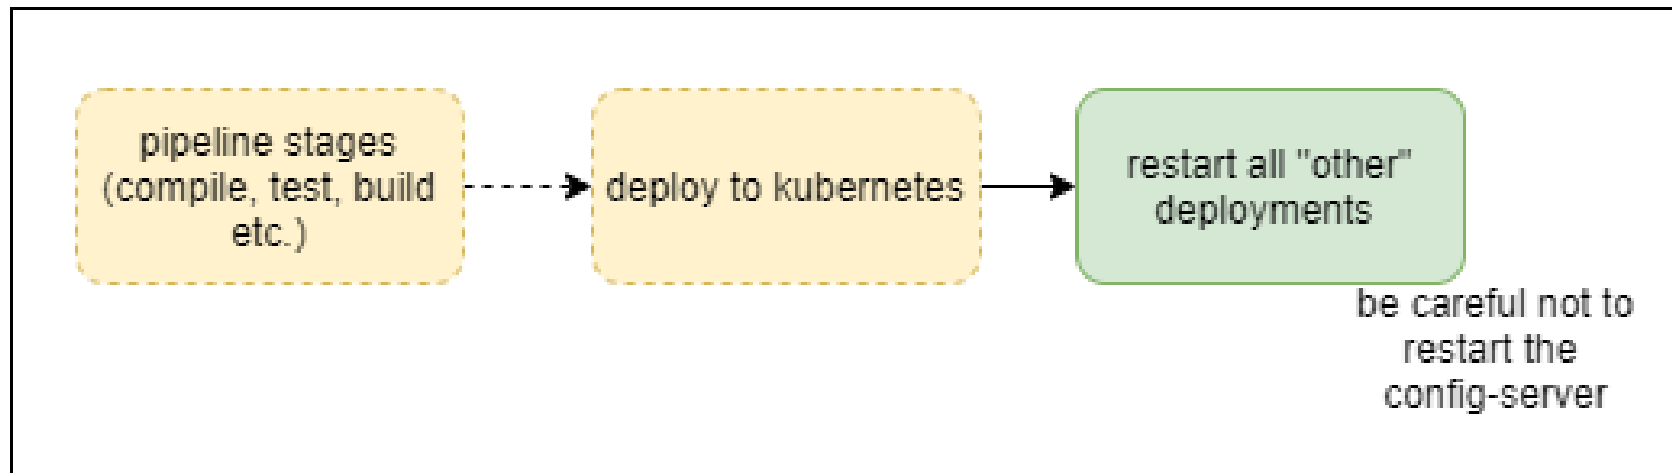 pipeline stages
(compile, test, build
etc.)
deploy to kubernetes
restart all "other"
deployments
be careful not to
restart the
config-server